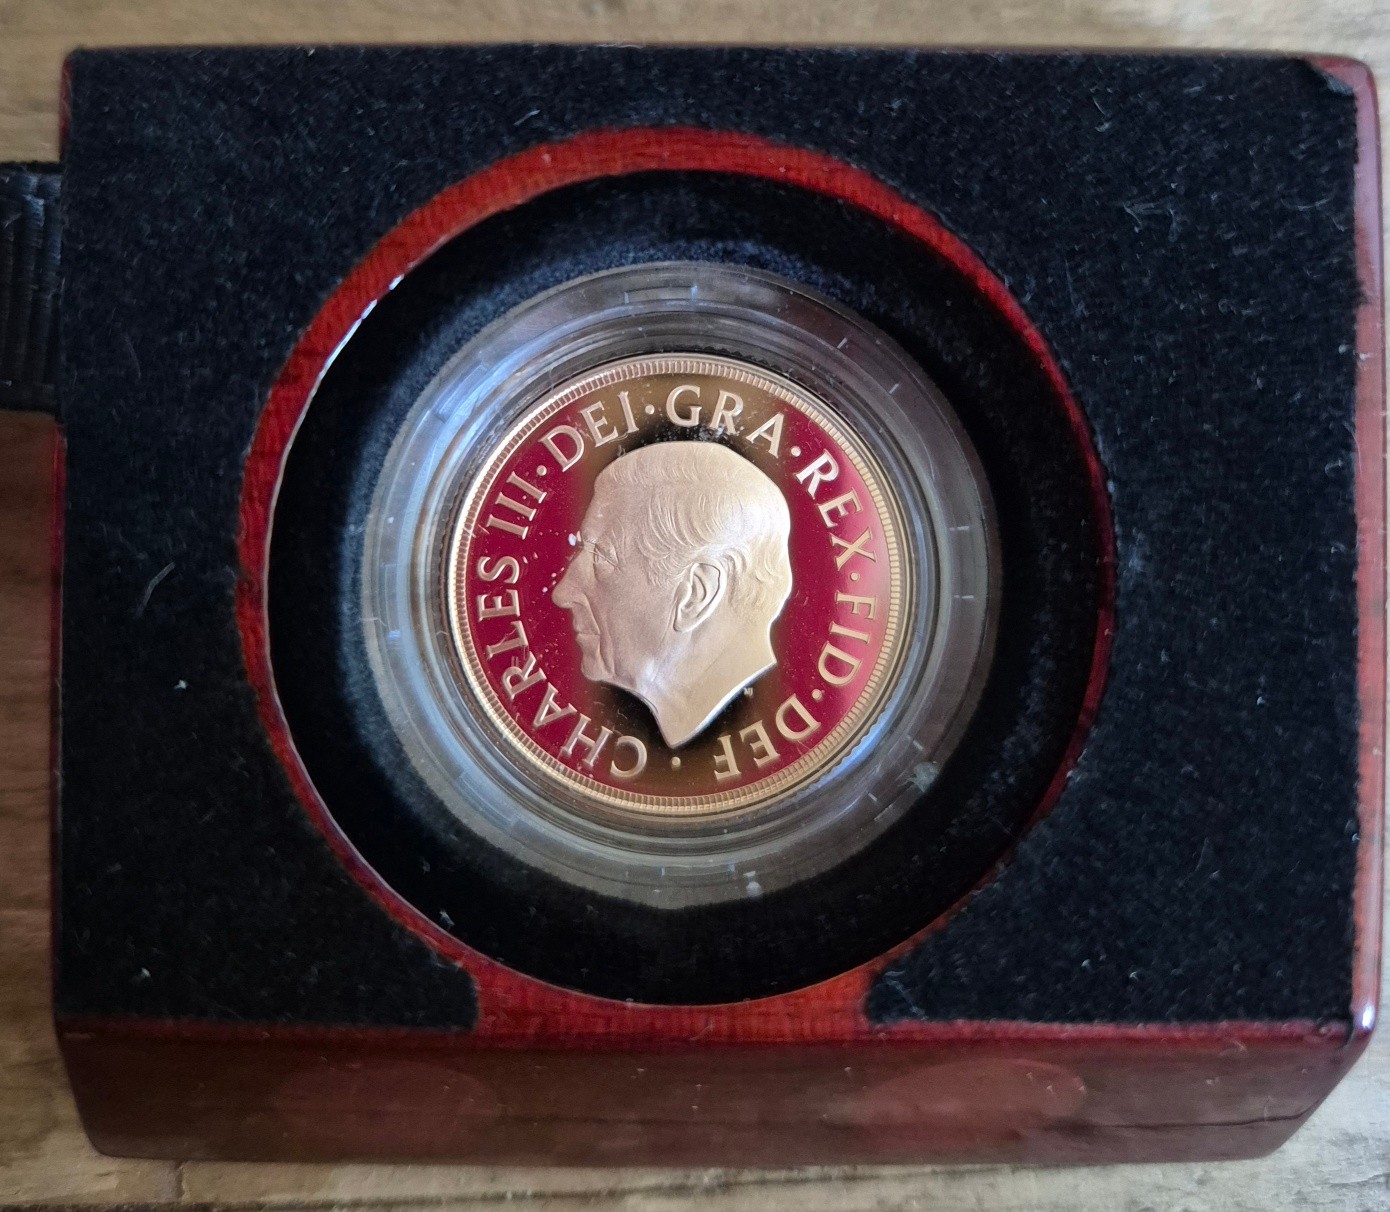 · CHARLES III · DEI · GRA · REX · FID · DEF